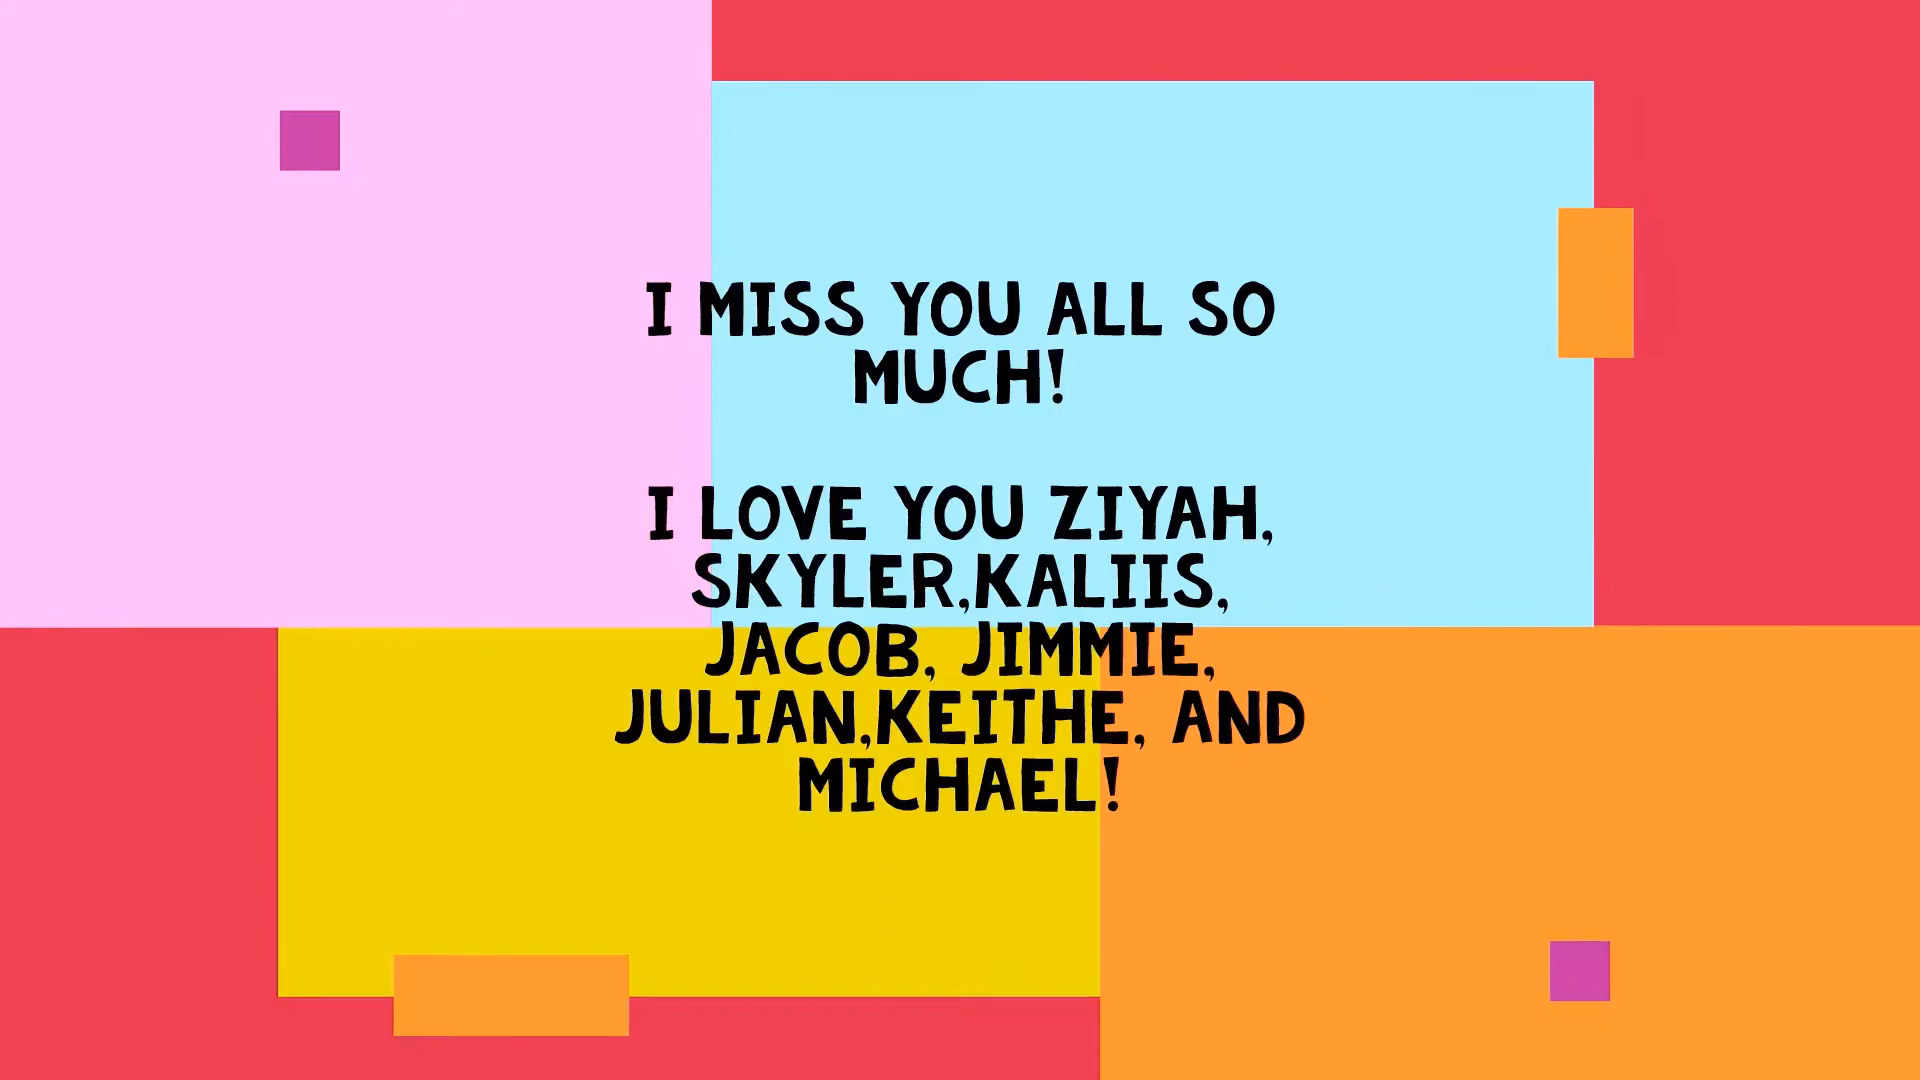 I MISS YOU ALL SO
MUCH!
I LOVE YOU ZIYAH,
SKYLER,KALIIS,
JACOB, JIMMIE,
JULIAN,KEITHE, AND
MICHAEL!